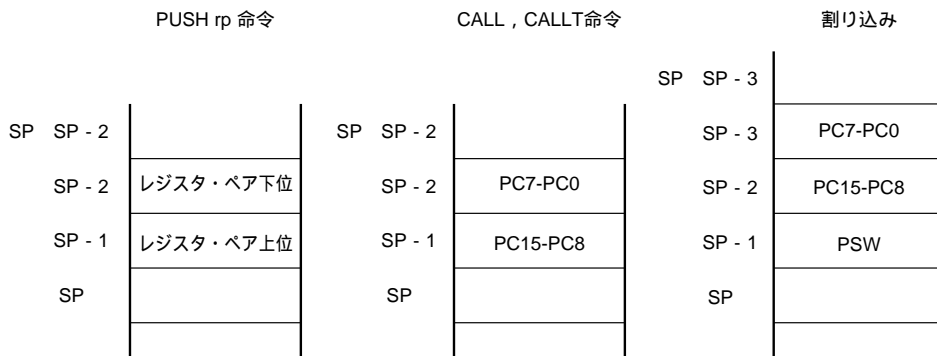 PUSH rp 命令
SP SP - 2
SP - 2 レジスタ・ペア下位
SP - 1 レジスタ・ペア上位
SP
CALL , CALLT命令
SP SP - 2
SP - 2 PC7-PC0
SP - 1 PC15-PC8
SP
割り込み
SP SP - 3
SP - 3 PC7-PC0
SP - 2 PC15-PC8
SP - 1 PSW
SP